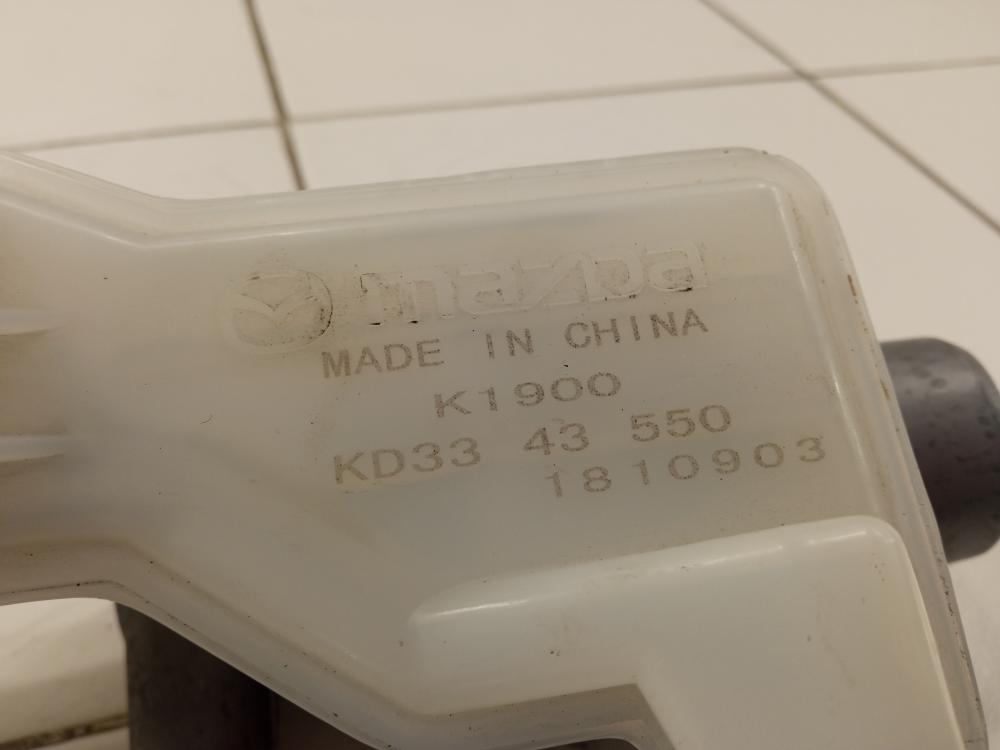 mazda
MADE IN CHINA
K1900
KD33 43 550
1810903